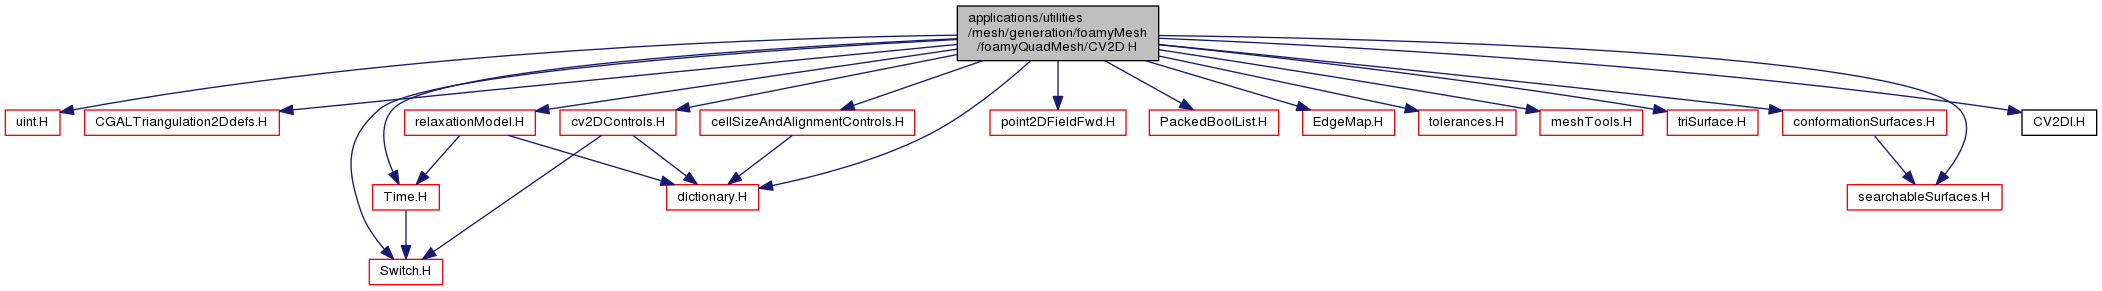 applications/utilities
/mesh/generation/foamyMesh
/foamyQuadMesh/CV2D.H
uint.H
CGALTriangulation2Ddefs.H
relaxationModel.H
cv2DControls.H
cellSizeAndAlignmentControls.H
point2DFieldFwd.H
PackedBoolList.H
EdgeMap.H
tolerances.H
meshTools.H
triSurface.H
conformationSurfaces.H
CV2DI.H
Time.H
dictionary.H
searchableSurfaces.H
Switch.H